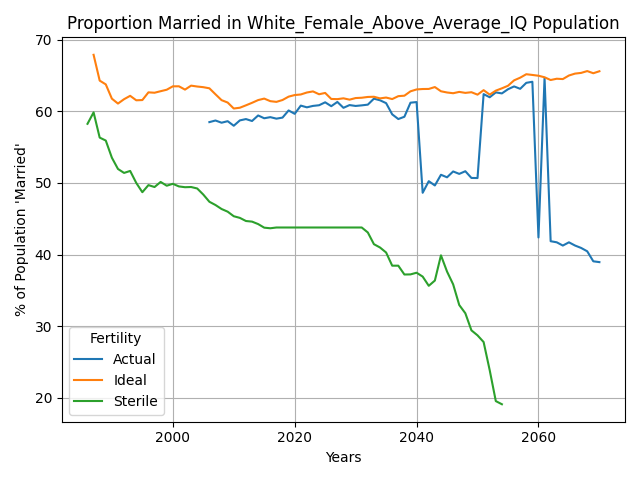 Proportion Married in White_Female_Above_Average_IQ Population
% of Population 'Married'
70
60
50
40
30
20
Fertility
Actual
Ideal
Sterile
2000
2020
2040
2060
Years